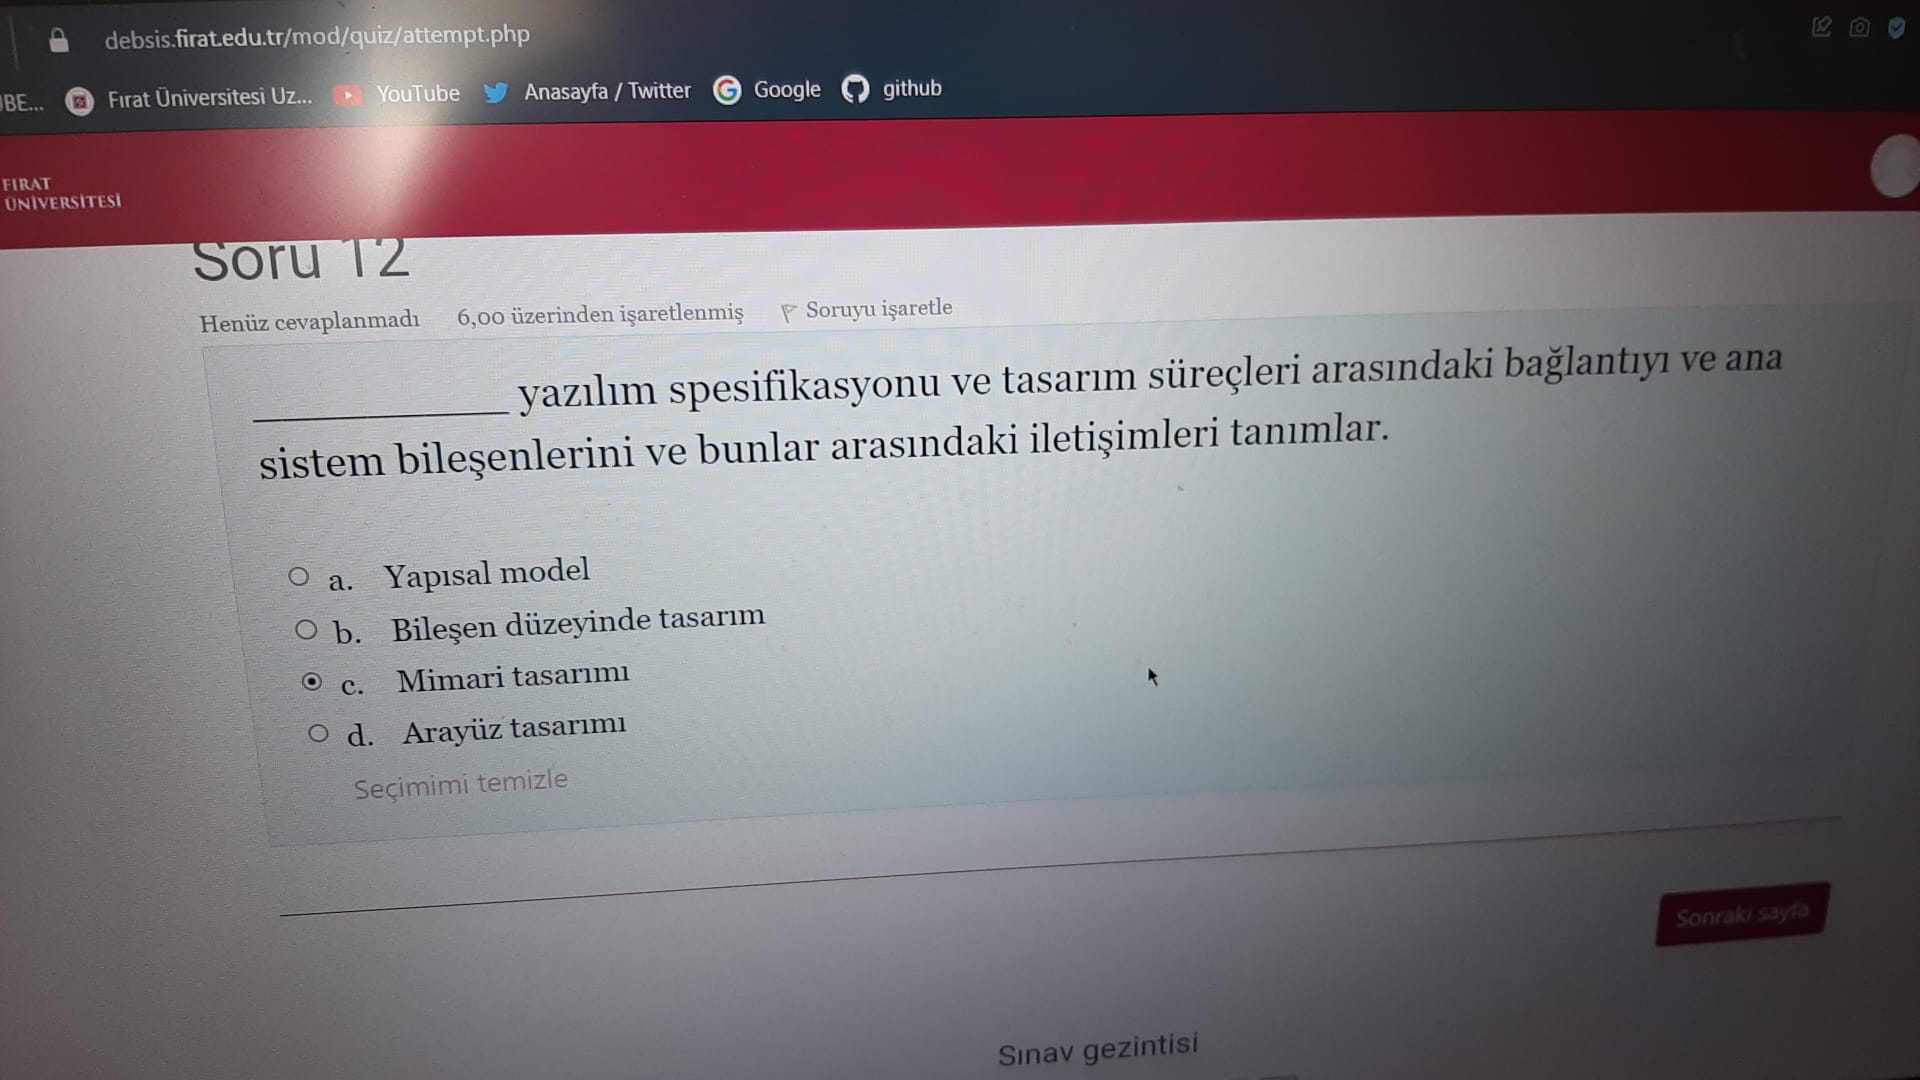 debsis.firat.edu.tr/mod/quiz/attempt.php
BE... Fırat Üniversitesi Uz... YouTube Anasayfa / Twitter Google github
FIRAT
ÜNİVERSİTESİ
Soru 12
Henüz cevaplanmadı 6,00 üzerinden işaretlenmiş Soruyu işaretle
____________ yazılım spesifikasyonu ve tasarım süreçleri arasındaki bağlantıyı ve ana
sistem bileşenlerini ve bunlar arasındaki iletişimleri tanımlar.
a. Yapısal model
b. Bileşen düzeyinde tasarım
c. Mimari tasarımı
d. Arayüz tasarımı
Seçimimi temizle
Sonraki sayfa
Sınav gezintisi